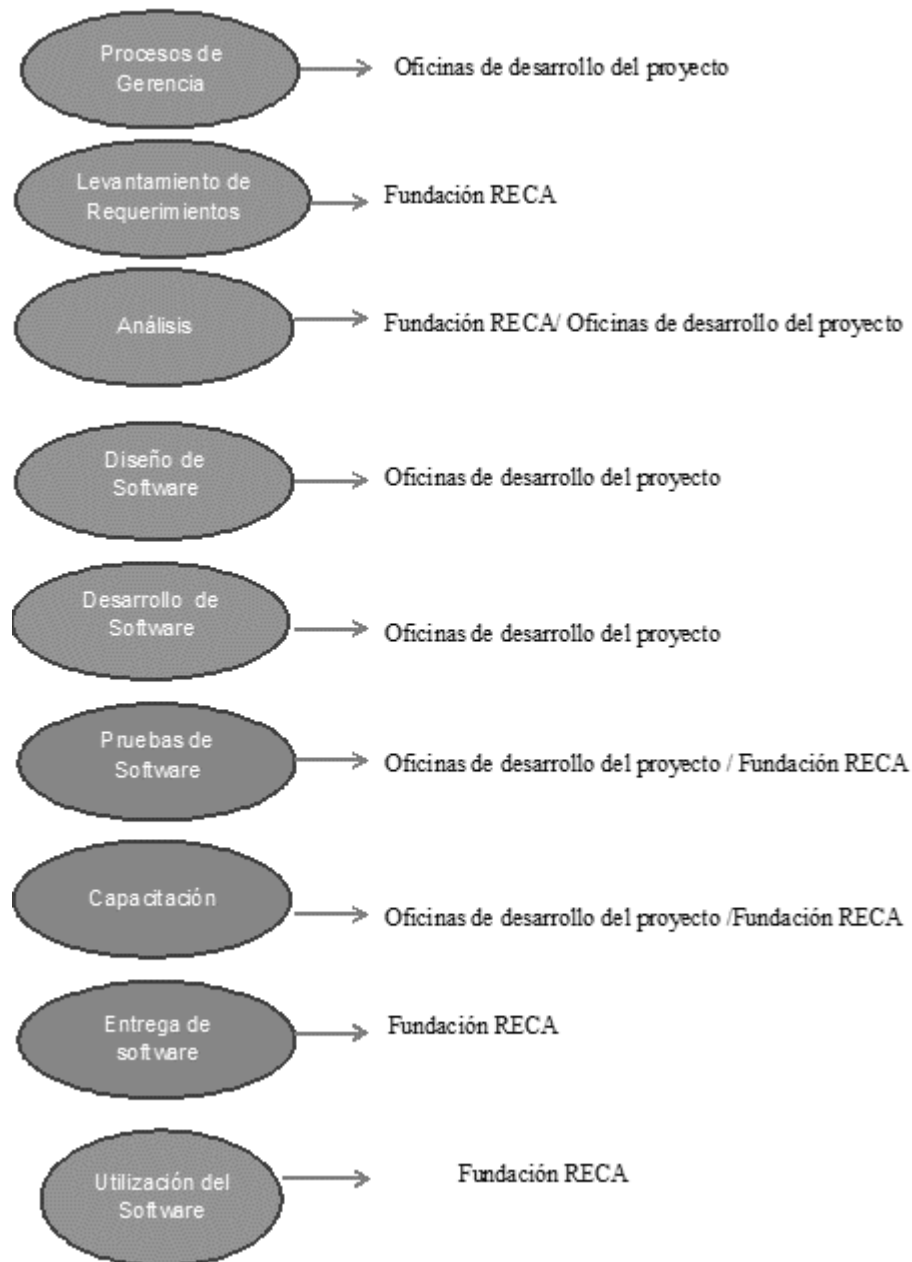 Procesos de
Gerencia
Oficinas de desarrollo del proyecto
Levantamiento de
Requerimientos
Fundación RECA
Análisis
Fundación RECA/ Oficinas de desarrollo del proyecto
Diseño de
Software
Oficinas de desarrollo del proyecto
Desarrollo de
Software
Oficinas de desarrollo del proyecto
Pruebas de
Software
Oficinas de desarrollo del proyecto / Fundación RECA
Capacitación
Oficinas de desarrollo del proyecto /Fundación RECA
Entrega de
software
Fundación RECA
Utilización del
Software
Fundación RECA